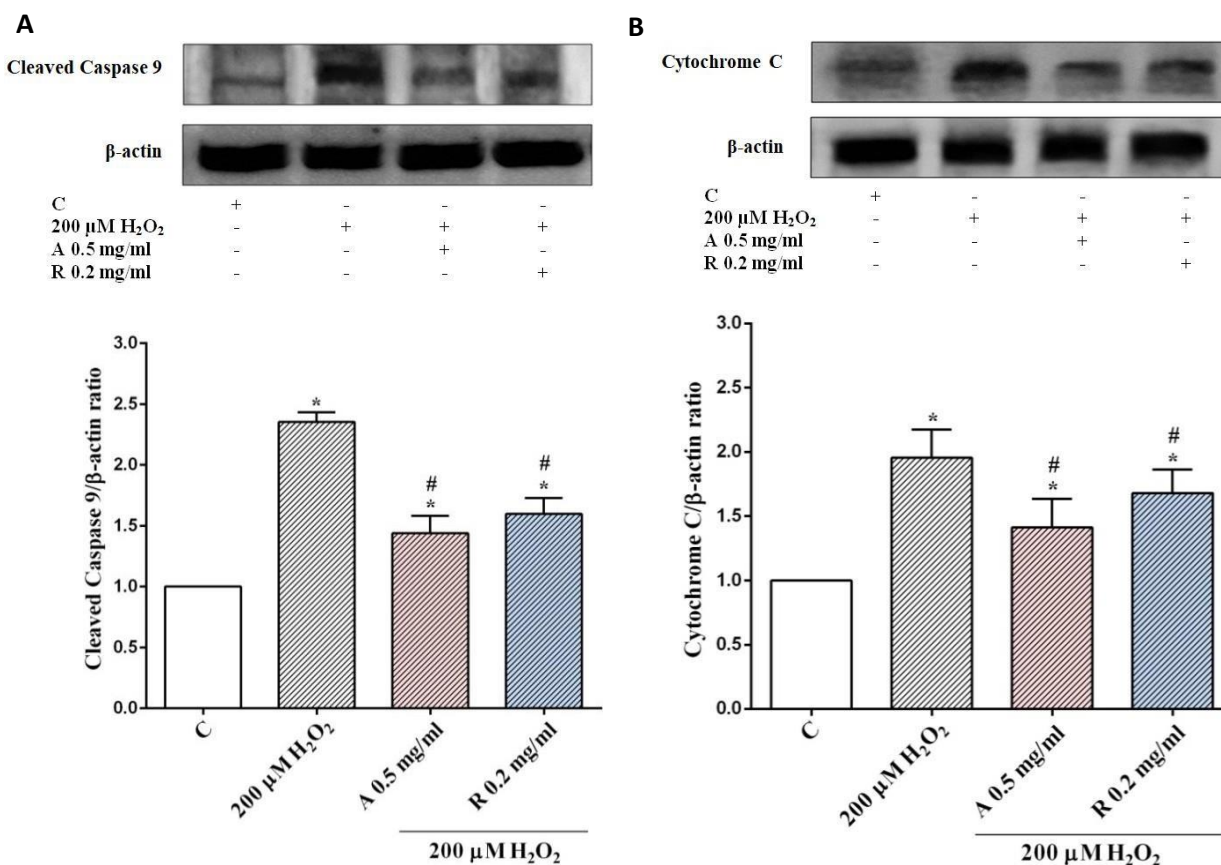 A
Cleaved Caspase 9
β-actin
C + - - -
200 µM H₂O₂ - + + +
A 0.5 mg/ml - - + -
R 0.2 mg/ml - - - +
Cleaved Caspase 9/β-actin ratio
3.0
2.5
2.0
1.5
1.0
0.5
0.0
*
#
*
#
*
C
200 µM H₂O₂
A 0.5 mg/ml
R 0.2 mg/ml
200 µM H₂O₂
B
Cytochrome C
β-actin
C + - - -
200 µM H₂O₂ - + + +
A 0.5 mg/ml - - + -
R 0.2 mg/ml - - - +
Cytochrome C/β-actin ratio
3.0
2.5
2.0
1.5
1.0
0.5
0.0
*
#
*
#
*
C
200 µM H₂O₂
A 0.5 mg/ml
R 0.2 mg/ml
200 µM H₂O₂